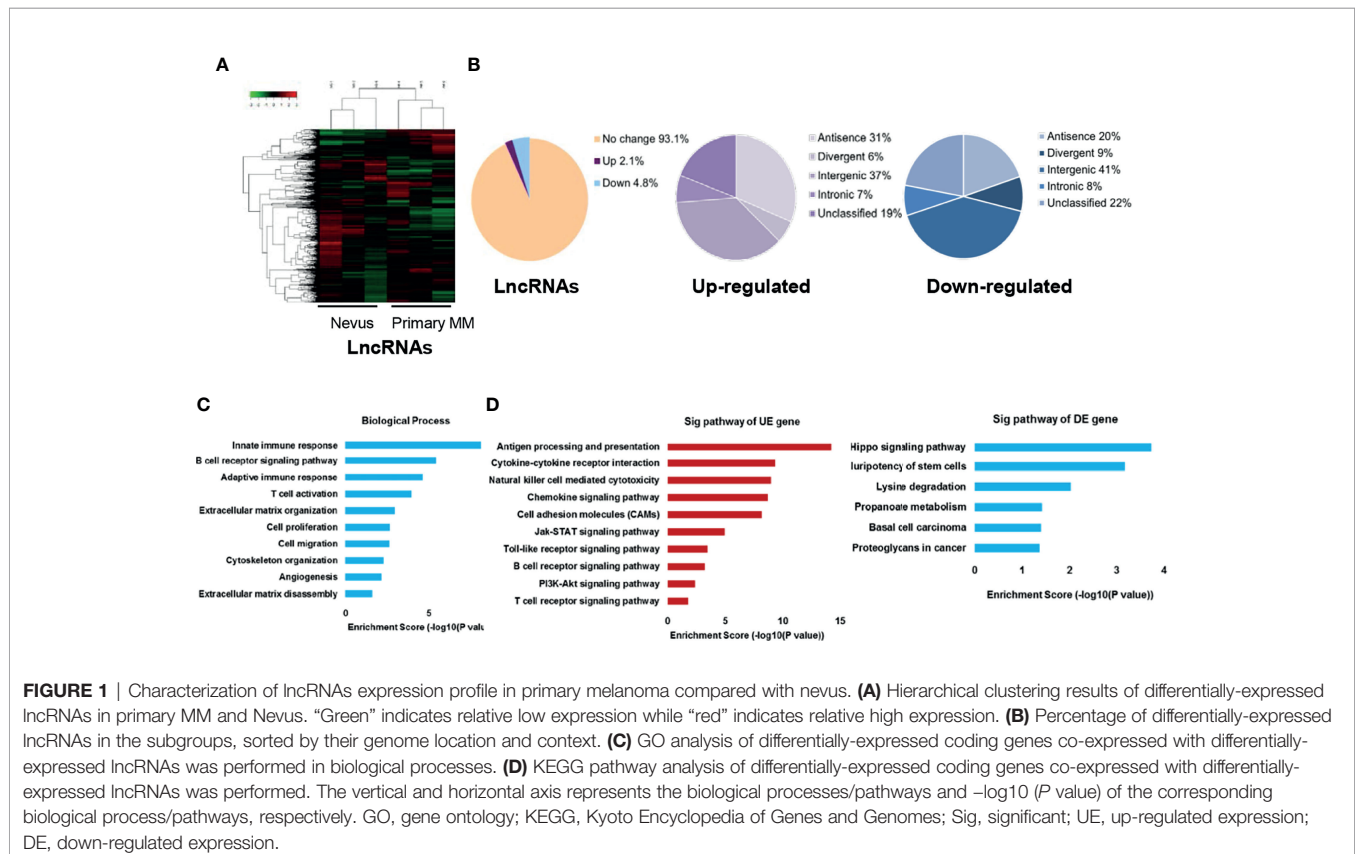 A
B
No change 93.1%
Up 2.1%
Down 4.8%
Antisence 31%
Divergent 6%
Intergenic 37%
Intronic 7%
Unclassified 19%
Antisence 20%
Divergent 9%
Intergenic 41%
Intronic 8%
Unclassified 22%
LncRNAs
Up-regulated
Down-regulated
Nevus
Primary MM
LncRNAs
C
Biological Process
Innate immune response
B cell receptor signaling pathway
Adaptive immune response
T cell activation
Extracellular matrix organization
Cell proliferation
Cell migration
Cytoskeleton organization
Angiogenesis
Extracellular matrix disassembly
0 5
Enrichment Score (-log10(P valu
D
Sig pathway of UE gene
Antigen processing and presentation
Cytokine-cytokine receptor interaction
Natural killer cell mediated cytotoxicity
Chemokine signaling pathway
Cell adhesion molecules (CAMs)
Jak-STAT signaling pathway
Toll-like receptor signaling pathway
B cell receptor signaling pathway
PI3K-Akt signaling pathway
T cell receptor signaling pathway
0 5 10 15
Enrichment Score (-log10(P value))
Sig pathway of DE gene
Hippo signaling pathway
luripotency of stem cells
Lysine degradation
Propanoate metabolism
Basal cell carcinoma
Proteoglycans in cancer
0 1 2 3 4
Enrichment Score (-log10(P value))
FIGURE 1 | Characterization of lncRNAs expression profile in primary melanoma compared with nevus. (A) Hierarchical clustering results of differentially-expressed
lncRNAs in primary MM and Nevus. “Green” indicates relative low expression while “red” indicates relative high expression. (B) Percentage of differentially-expressed
lncRNAs in the subgroups, sorted by their genome location and context. (C) GO analysis of differentially-expressed coding genes co-expressed with differentially-
expressed lncRNAs was performed in biological processes. (D) KEGG pathway analysis of differentially-expressed coding genes co-expressed with differentially-
expressed lncRNAs was performed. The vertical and horizontal axis represents the biological processes/pathways and −log10 (P value) of the corresponding
biological process/pathways, respectively. GO, gene ontology; KEGG, Kyoto Encyclopedia of Genes and Genomes; Sig, significant; UE, up-regulated expression;
DE, down-regulated expression.